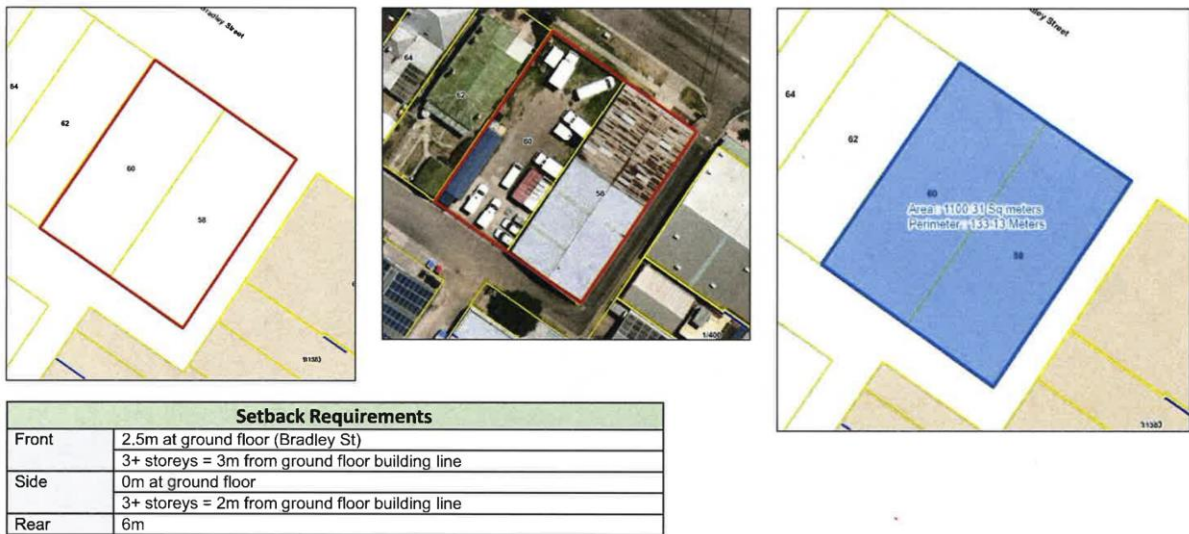 Bradley Street
64
62
60
58
64
62
60
58
1/400
dley Street
64
62
60
Area : 1100.31 Sq meters
Perimeter : 133.13 Meters
58
Setback Requirements
Front
2.5m at ground floor (Bradley St)
3+ storeys = 3m from ground floor building line
Side
0m at ground floor
3+ storeys = 2m from ground floor building line
Rear
6m